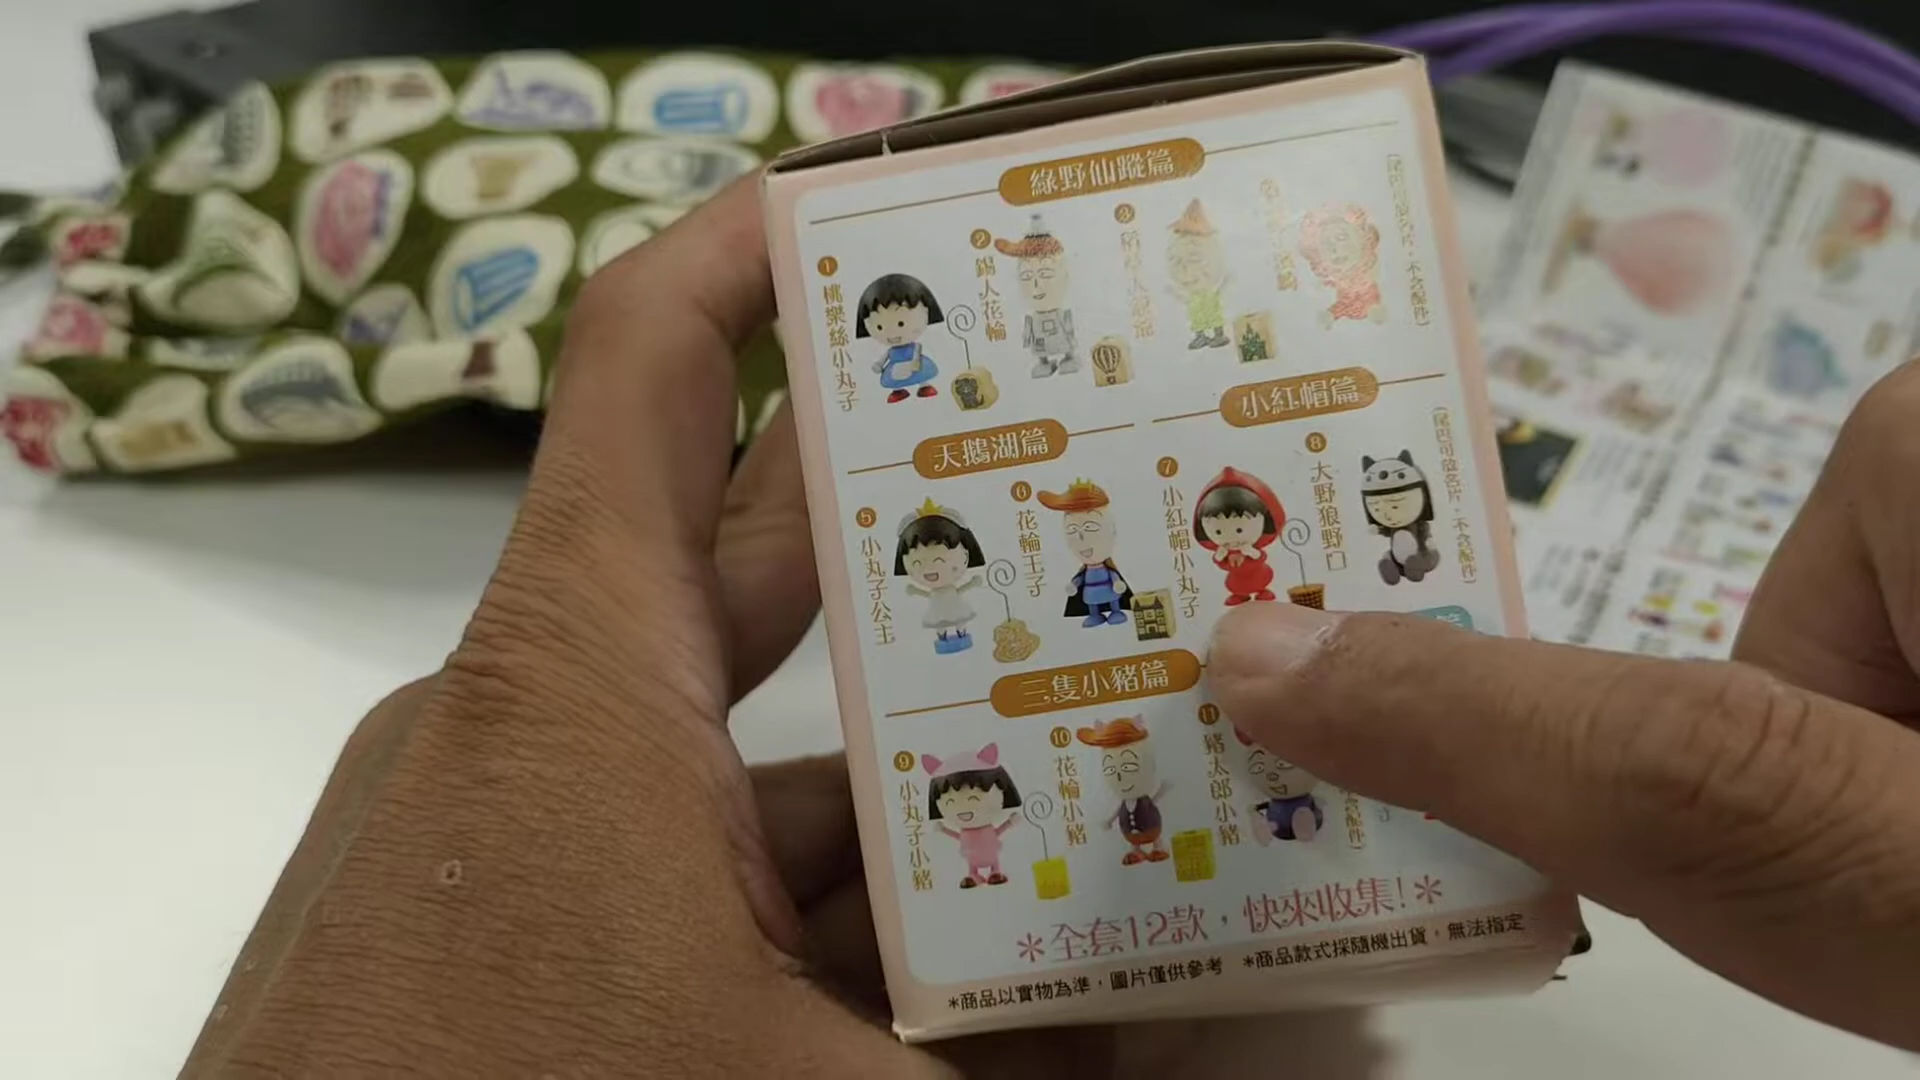 綠野仙蹤篇
① 桃樂絲小丸子
② 錫人花輪
③
天鵝湖篇
⑤ 小丸子公主
⑥ 花輪王子
小紅帽篇
⑦ 小紅帽小丸子
⑧ 大野狼野口
(尾巴可放名片，不含配件)
三隻小豬篇
⑨ 小丸子小豬
⑩ 花輪小豬
⑪ 豬太郎小豬
＊全套12款，快來收集!＊
*商品以實物為準，圖片僅供參考 *商品款式採隨機出貨，無法指定